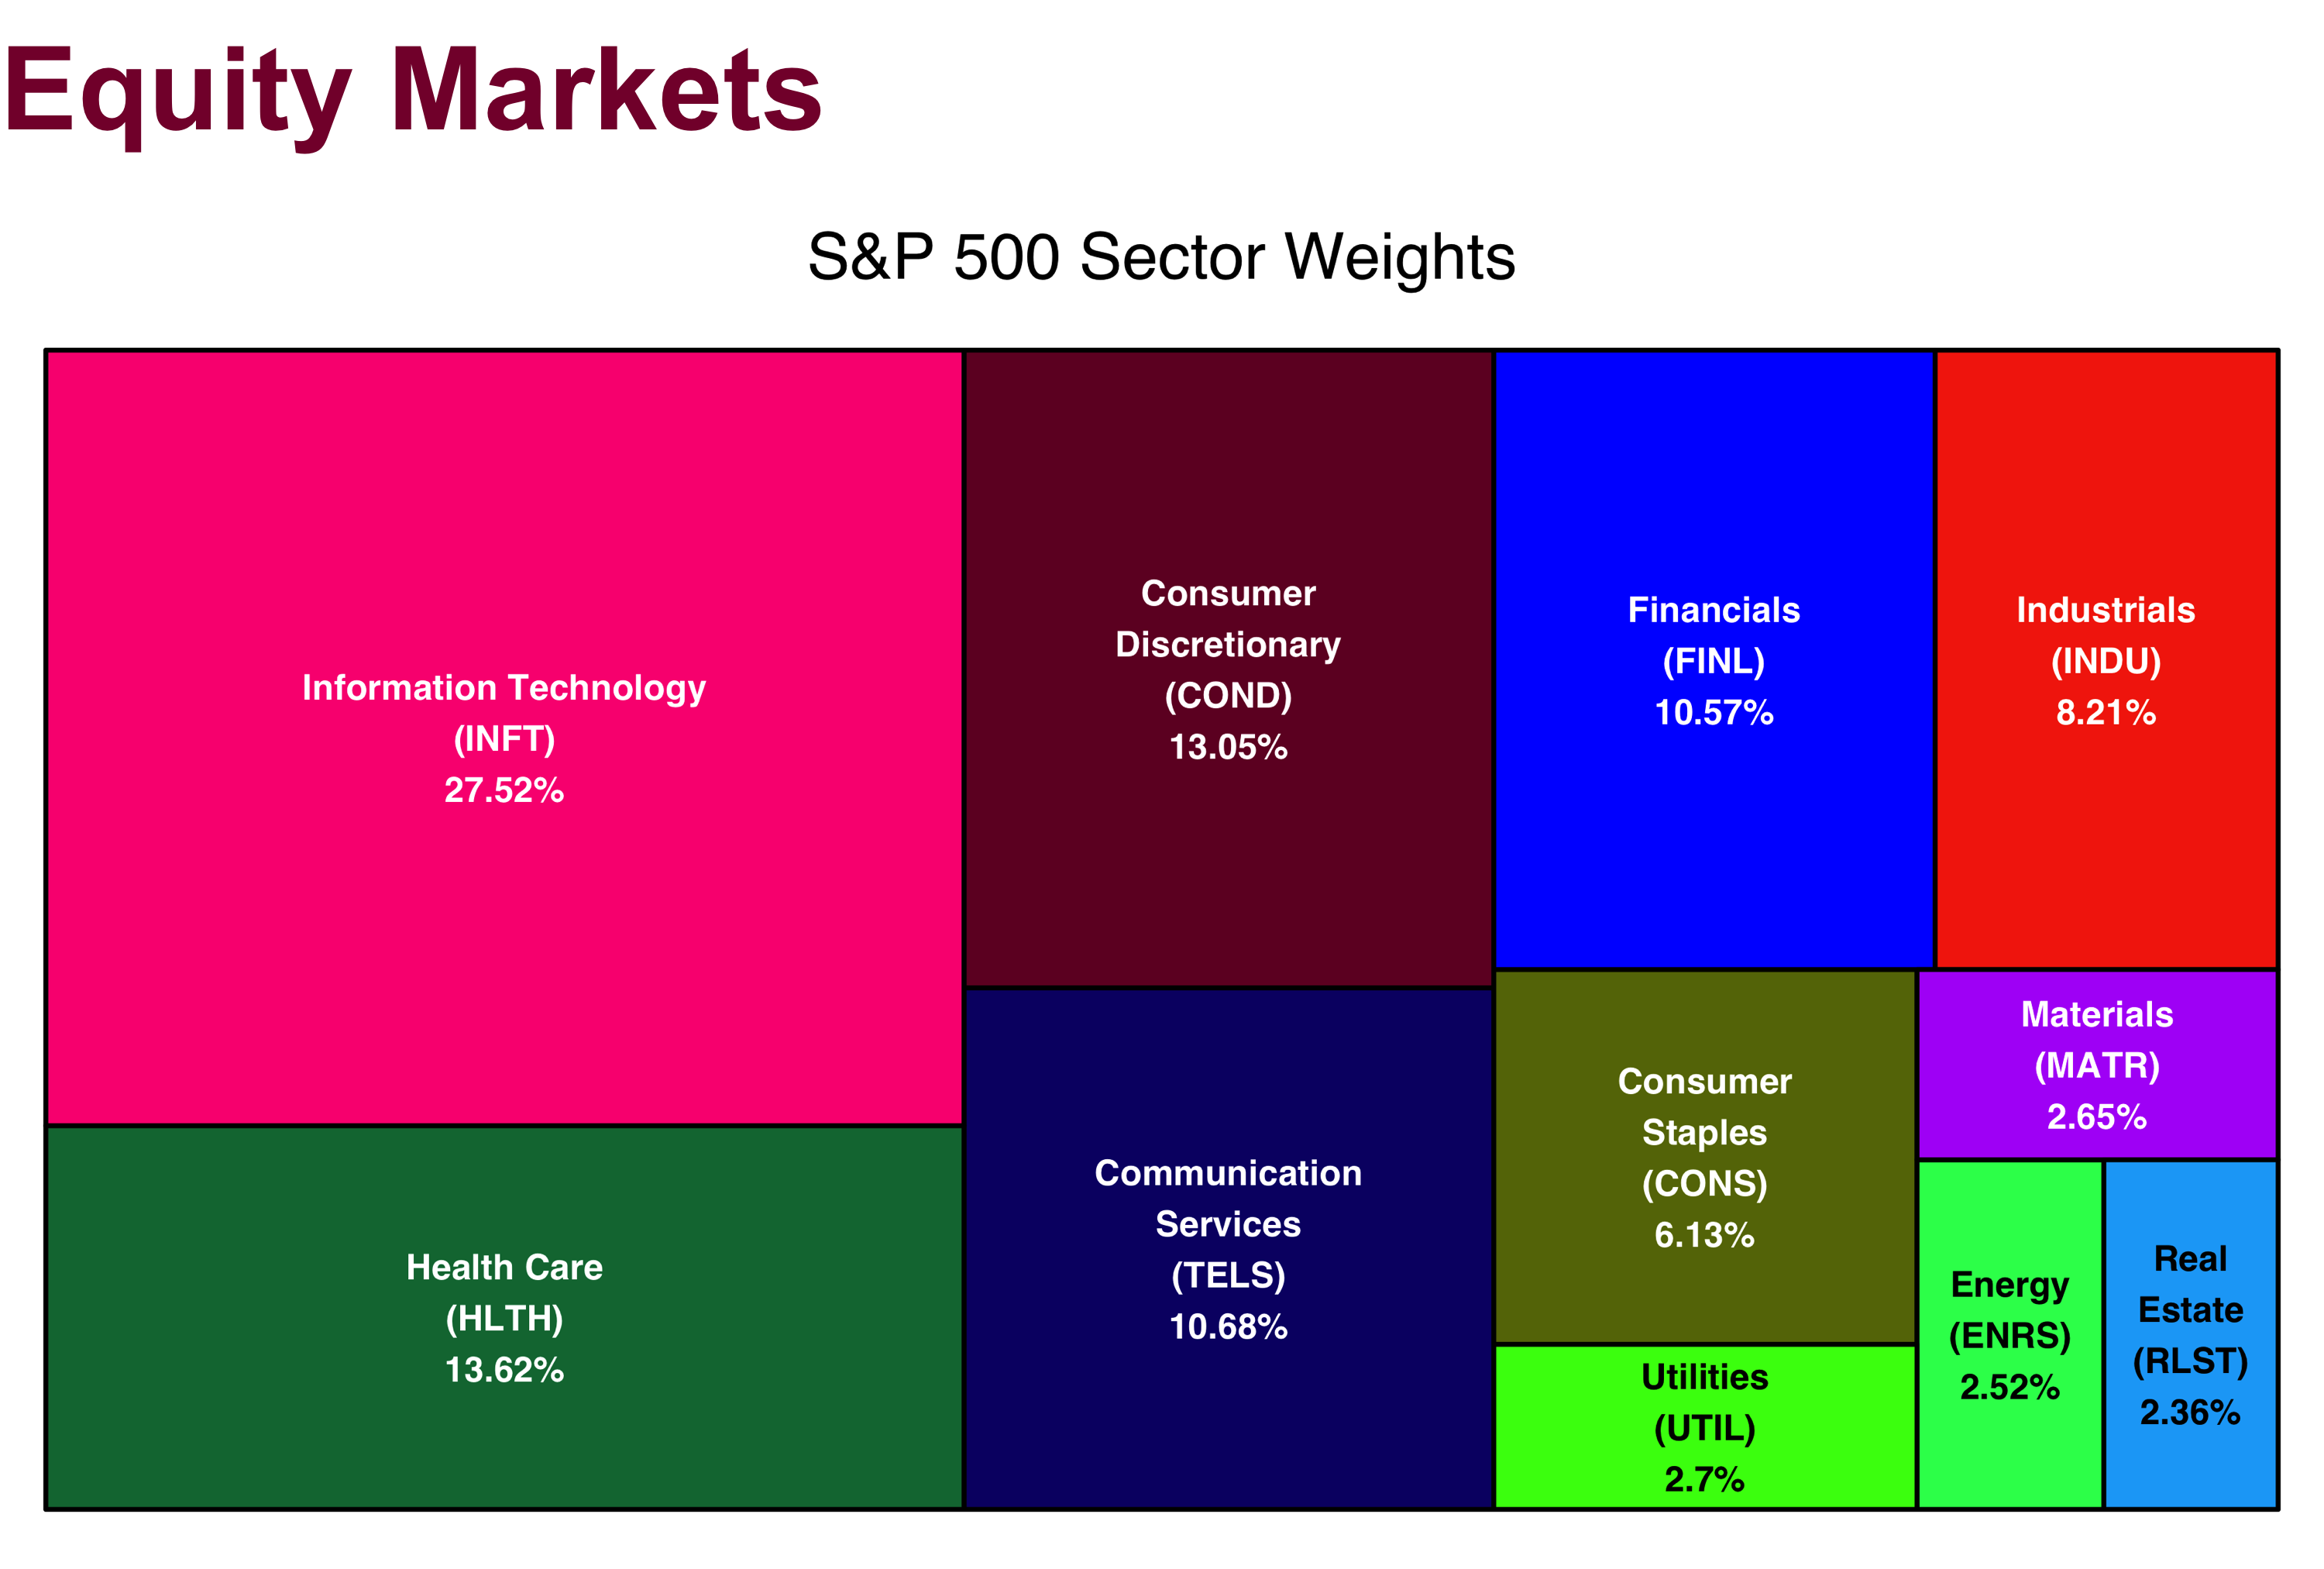 Equity Markets
S&P 500 Sector Weights
Information Technology
(INFT)
27.52%
Health Care
(HLTH)
13.62%
Consumer
Discretionary
(COND)
13.05%
Communication
Services
(TELS)
10.68%
Financials
(FINL)
10.57%
Industrials
(INDU)
8.21%
Consumer
Staples
(CONS)
6.13%
Utilities
(UTIL)
2.7%
Materials
(MATR)
2.65%
Energy
(ENRS)
2.52%
Real
Estate
(RLST)
2.36%